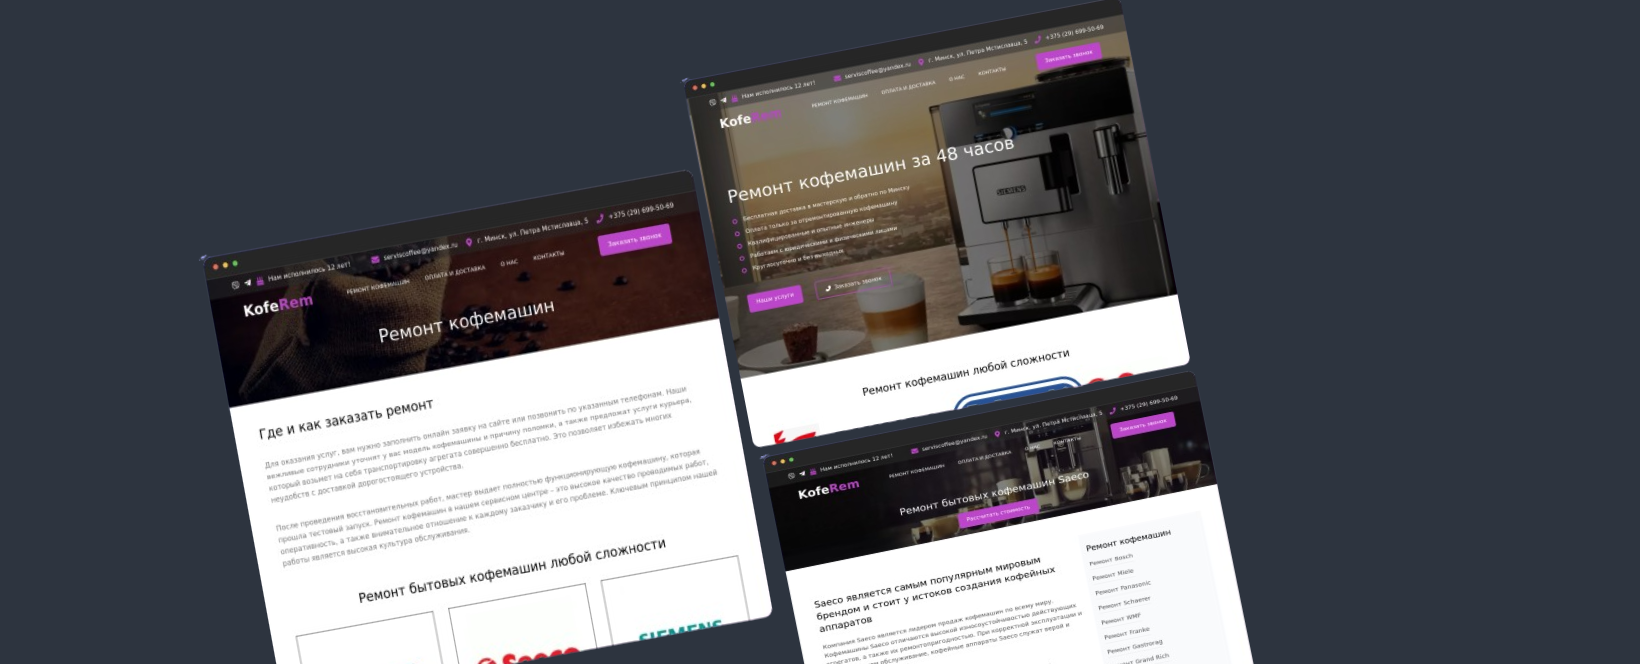 Нам исполнилось 12 лет!
serviscoffee@yandex.ru
г. Минск, ул. Петра Мстиславца, 5
+375 (29) 699-50-69
KofeRem
РЕМОНТ КОФЕМАШИН
ОПЛАТА И ДОСТАВКА
О НАС
КОНТАКТЫ
Заказать звонок
Ремонт кофемашин
Где и как заказать ремонт
Для оказания услуг, вам нужно заполнить онлайн заявку на сайте или позвонить по указанным телефонам. Наши
вежливые сотрудники уточнят у вас модель кофемашины и причину поломки, а также предложат услуги курьера,
который возьмет на себя транспортировку агрегата совершенно бесплатно. Это позволяет избежать многих
неудобств с доставкой дорогостоящего устройства.
После проведения восстановительных работ, мастер выдает полностью функционирующую кофемашину, которая
прошла тестовый запуск. Ремонт кофемашин в нашем сервисном центре – это высокое качество проводимых работ,
оперативность, а также внимательное отношение к каждому заказчику и его проблеме. Ключевым принципом нашей
работы является высокая культура обслуживания.
Ремонт бытовых кофемашин любой сложности
Saeco
SIEMENS
Нам исполнилось 12 лет!
serviscoffee@yandex.ru
г. Минск, ул. Петра Мстиславца, 5
+375 (29) 699-50-69
KofeRem
РЕМОНТ КОФЕМАШИН
ОПЛАТА И ДОСТАВКА
О НАС
КОНТАКТЫ
Заказать звонок
Ремонт кофемашин за 48 часов
Бесплатная доставка в мастерскую и обратно по Минску
Оплата только за отремонтированную кофемашину
Квалифицированные и опытные инженеры
Работаем с юридическими и физическими лицами
Круглосуточно и без выходных
Наши услуги
Заказать звонок
SIEMENS
Ремонт кофемашин любой сложности
Нам исполнилось 12 лет!
serviscoffee@yandex.ru
г. Минск, ул. Петра Мстиславца, 5
+375 (29) 699-50-69
KofeRem
РЕМОНТ КОФЕМАШИН
ОПЛАТА И ДОСТАВКА
О НАС
КОНТАКТЫ
Заказать звонок
Ремонт бытовых кофемашин Saeco
Рассчитать стоимость
Saeco является самым популярным мировым
брендом и стоит у истоков создания кофейных
аппаратов
Компания Saeco является лидером продаж кофемашин по всему миру.
Кофемашины Saeco отличаются высокой износоустойчивостью действующих
агрегатов, а также их ремонтопригодностью. При корректной эксплуатации и
обслуживание, кофейные аппараты Saeco служат верой и
Ремонт кофемашин
Ремонт Bosch
Ремонт Miele
Ремонт Panasonic
Ремонт Schaerer
Ремонт WMF
Ремонт Franke
Ремонт Gastrorag
Ремонт Grand Rich